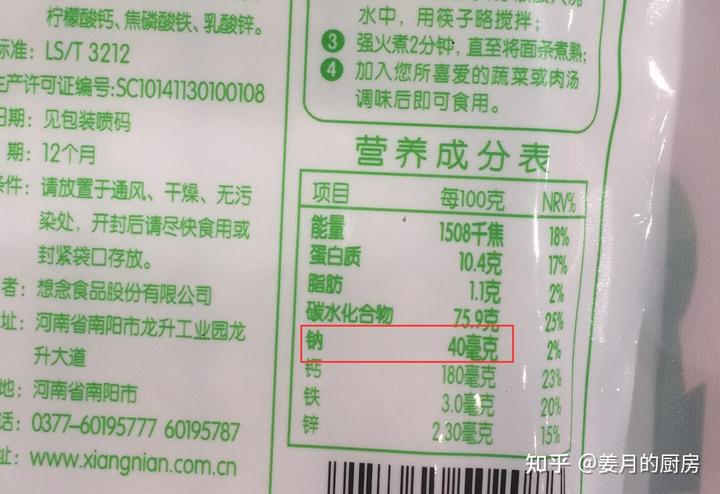 柠檬酸钙、焦磷酸铁、乳酸锌。
标准：LS/T 3212
生产许可证编号:SC10141130100108
日期：见包装喷码
期：12个月
条件：请放置于通风、干燥、无污
染处，开封后请尽快食用或
封紧袋口存放。
者：想念食品股份有限公司
址：河南省南阳市龙升工业园龙
升大道
地：河南省南阳市
话：0377-60195777 60195787
址：www.xiangnian.com.cn
水中，用筷子略搅拌；
3 强火煮2分钟，直至将面条煮熟；
4 加入您所喜爱的蔬菜或肉汤
调味后即可食用。
营养成分表
项目 每100克 NRV%
能量 1508千焦 18%
蛋白质 10.4克 17%
脂肪 1.1克 2%
碳水化合物 75.9克 25%
钠 40毫克 2%
钙 180毫克 23%
铁 3.0毫克 20%
锌 2.30毫克 15%
知乎 @姜月的厨房